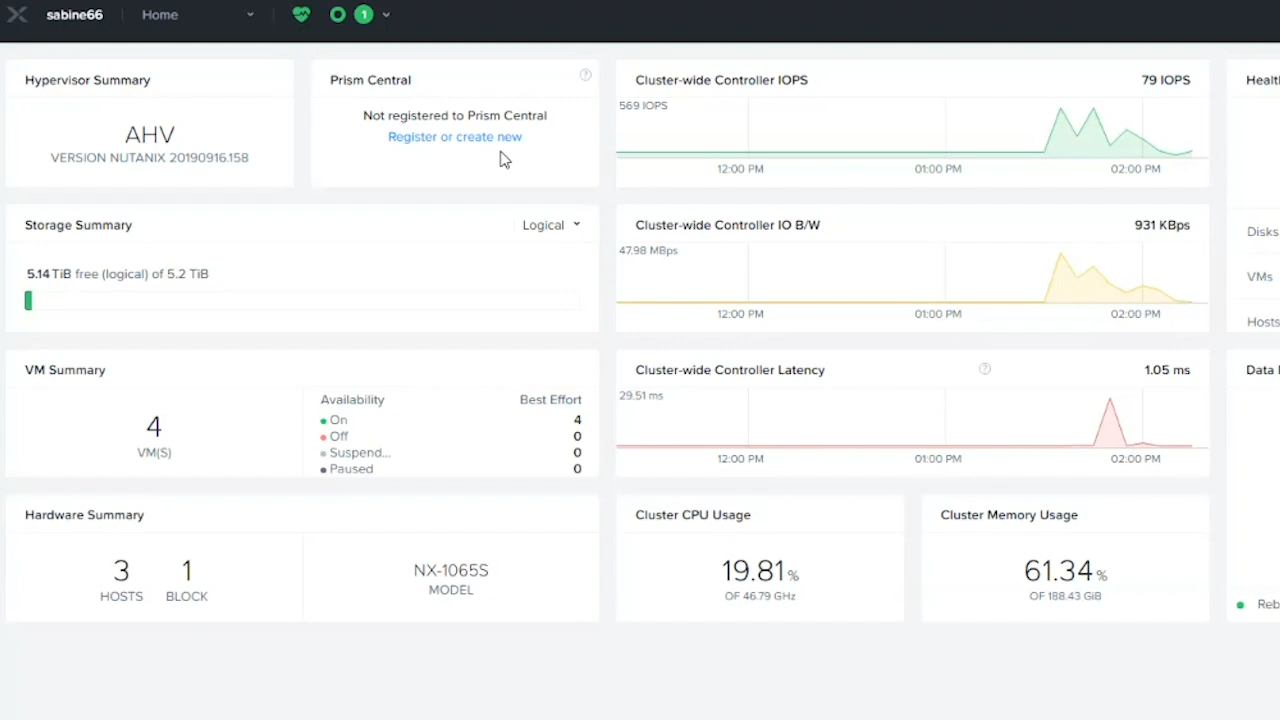 sabine66
Home
1
Hypervisor Summary
AHV
VERSION NUTANIX 20190916.158
Prism Central
?
Not registered to Prism Central
Register or create new
Cluster-wide Controller IOPS
79 IOPS
569 IOPS
12:00 PM
01:00 PM
02:00 PM
Storage Summary
Logical
5.14 TiB free (logical) of 5.2 TiB
Cluster-wide Controller IO B/W
931 KBps
47.98 MBps
12:00 PM
01:00 PM
02:00 PM
Disks
VMs
Hosts
VM Summary
4
VM(S)
Availability
Best Effort
On 4
Off 0
Suspend... 0
Paused 0
Cluster-wide Controller Latency
?
1.05 ms
29.51 ms
12:00 PM
01:00 PM
02:00 PM
Data
Hardware Summary
3
HOSTS
1
BLOCK
NX-1065S
MODEL
Cluster CPU Usage
19.81 %
OF 46.79 GHz
Cluster Memory Usage
61.34 %
OF 188.43 GiB